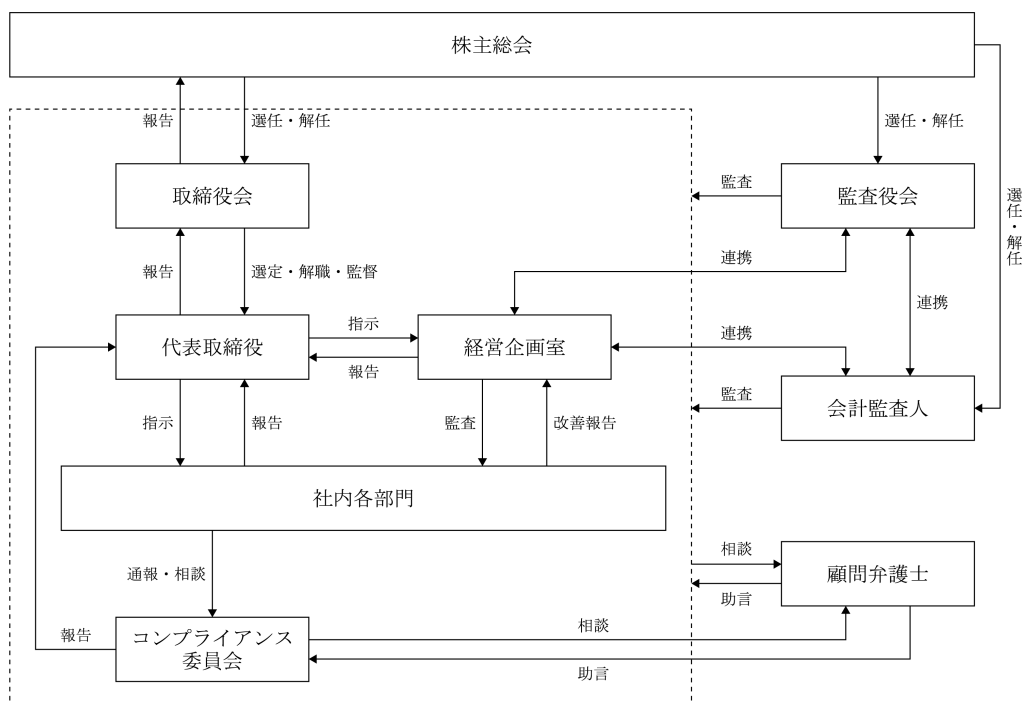 株主総会
報告
選任・解任
選任・解任
選任・解任
取締役会
監査
監査役会
報告
選定・解職・監督
連携
連携
代表取締役
指示
報告
経営企画室
連携
監査
会計監査人
指示
報告
監査
改善報告
社内各部門
通報・相談
相談
助言
顧問弁護士
報告
コンプライアンス
委員会
相談
助言